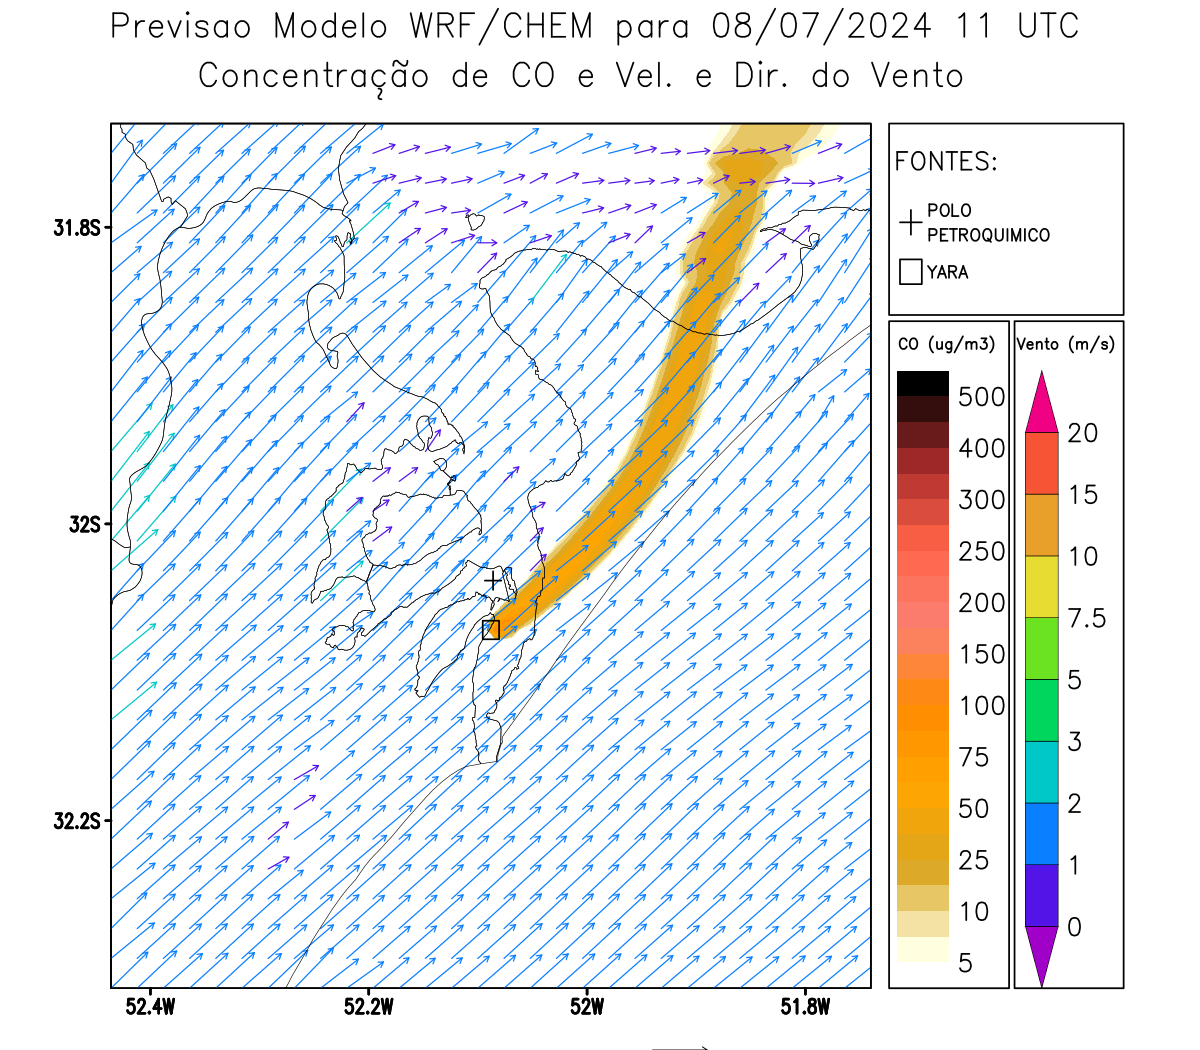 Previsao Modelo WRF/CHEM para 08/07/2024 11 UTC
Concentração de CO e Vel. e Dir. do Vento
FONTES:
POLO
PETROQUIMICO
YARA
CO (ug/m3)
500
400
300
250
200
150
100
75
50
25
10
5
Vento (m/s)
20
15
10
7.5
5
3
2
1
0
31.8S
32S
32.2S
52.4W
52.2W
52W
51.8W